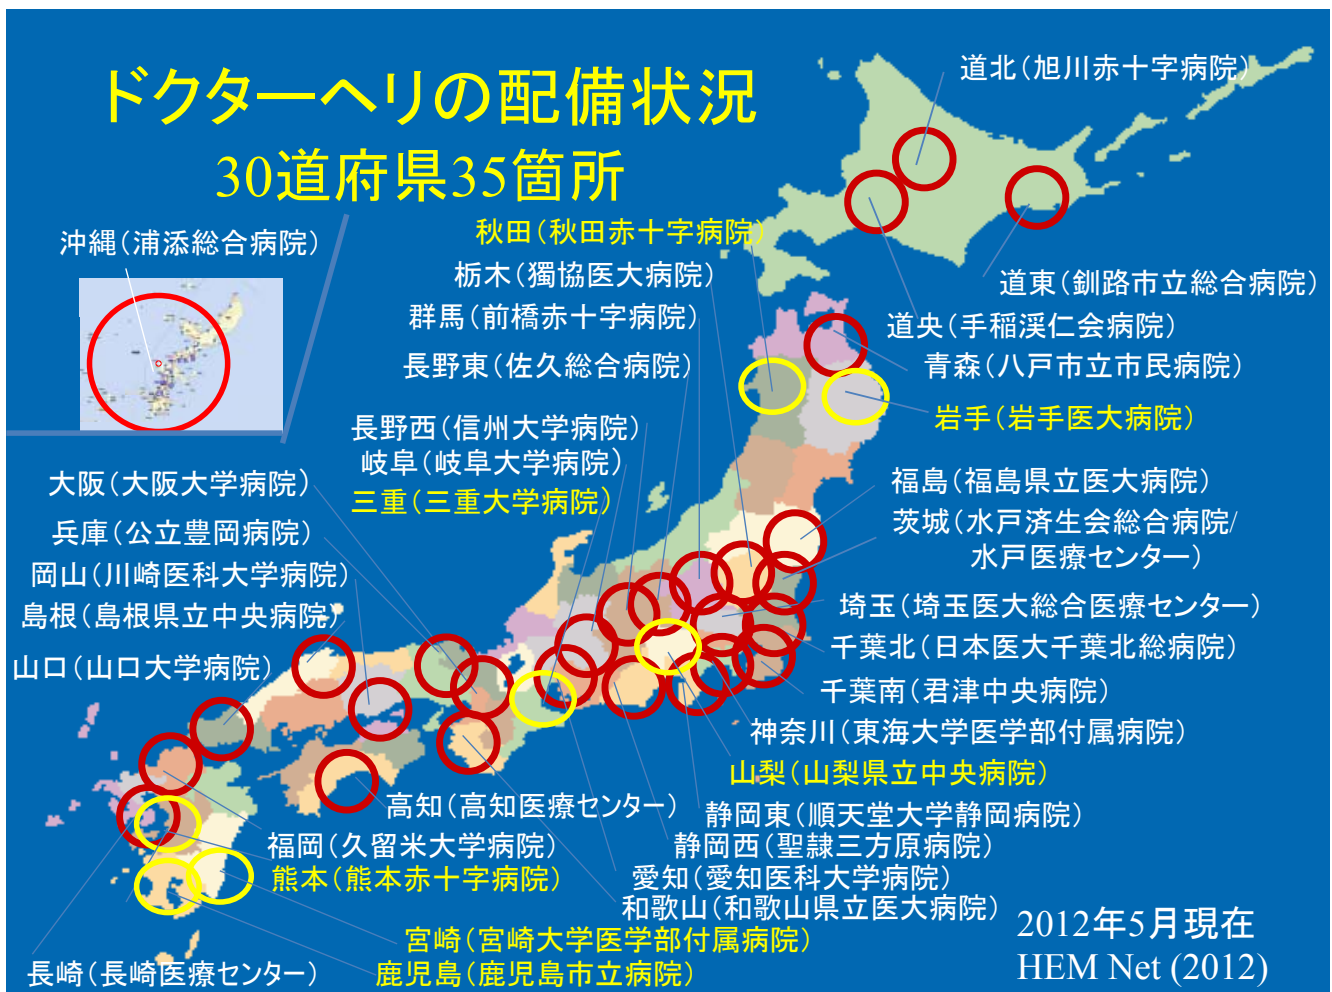 ドクターヘリの配備状況
30道府県35箇所
道北(旭川赤十字病院)
沖縄(浦添総合病院)
秋田(秋田赤十字病院)
栃木(獨協医大病院)
群馬(前橋赤十字病院)
長野東(佐久総合病院)
長野西(信州大学病院)
岐阜(岐阜大学病院)
三重(三重大学病院)
道東(釧路市立総合病院)
道央(手稲渓仁会病院)
青森(八戸市立市民病院)
岩手(岩手医大病院)
大阪(大阪大学病院)
兵庫(公立豊岡病院)
岡山(川崎医科大学病院)
島根(島根県立中央病院)
山口(山口大学病院)
福島(福島県立医大病院)
茨城(水戸済生会総合病院/
水戸医療センター)
埼玉(埼玉医大総合医療センター)
千葉北(日本医大千葉北総病院)
千葉南(君津中央病院)
神奈川(東海大学医学部付属病院)
山梨(山梨県立中央病院)
静岡東(順天堂大学静岡病院)
静岡西(聖隷三方原病院)
愛知(愛知医科大学病院)
和歌山(和歌山県立医大病院)
高知(高知医療センター)
福岡(久留米大学病院)
熊本(熊本赤十字病院)
宮崎(宮崎大学医学部付属病院)
鹿児島(鹿児島市立病院)
長崎(長崎医療センター)
2012年5月現在
HEM Net (2012)